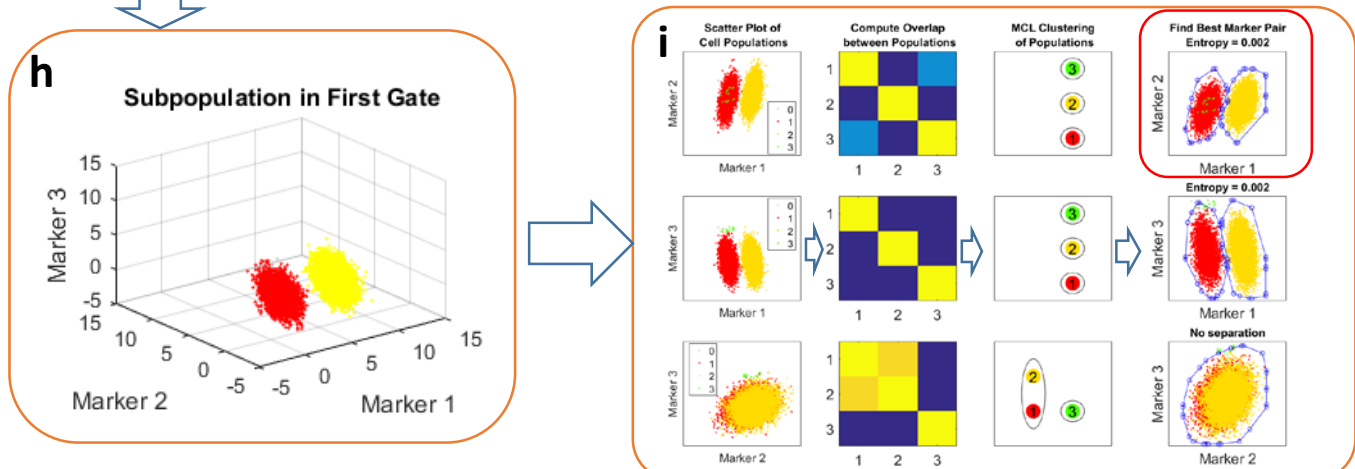 h
Subpopulation in First Gate
15
10
5
0
-5
Marker 3
15
10
5
0
-5
Marker 2
-5
0
5
10
15
Marker 1
i
Scatter Plot of
Cell Populations
Compute Overlap
between Populations
MCL Clustering
of Populations
Find Best Marker Pair
Entropy = 0.002
Marker 2
0
1
2
3
Marker 1
1
2
3
1 2 3
3
2
1
Marker 2
Marker 1
Marker 3
0
1
2
3
Marker 1
1
2
3
1 2 3
3
2
1
Entropy = 0.002
Marker 3
Marker 1
Marker 3
0
1
2
3
Marker 2
1
2
3
1 2 3
2
1 3
No separation
Marker 3
Marker 2